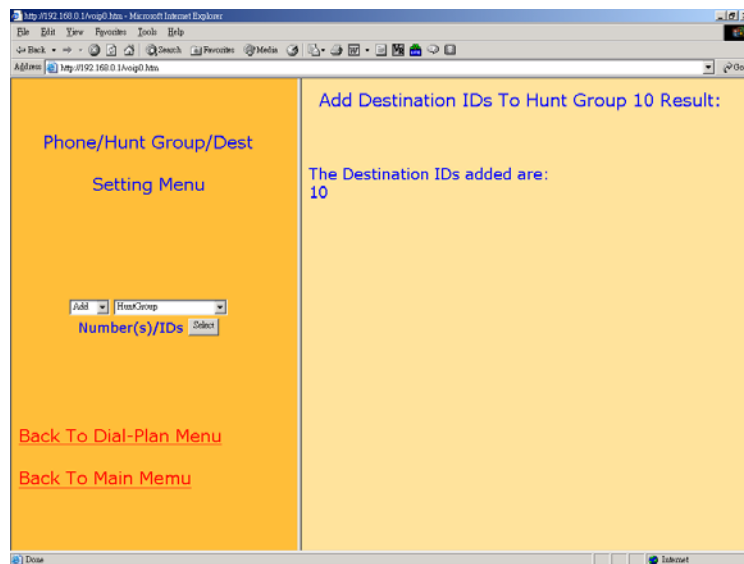 http://192.168.0.1/voip0.htm - Microsoft Internet Explorer
File Edit View Favorites Tools Help
Back Search Favorites Media
Address http://192.168.0.1/voip0.htm Go
Phone/Hunt Group/Dest
Setting Menu
Add HuntGroup
Number(s)/IDs Select
Back To Dial-Plan Menu
Back To Main Memu
Add Destination IDs To Hunt Group 10 Result:
The Destination IDs added are:
10
Done Internet